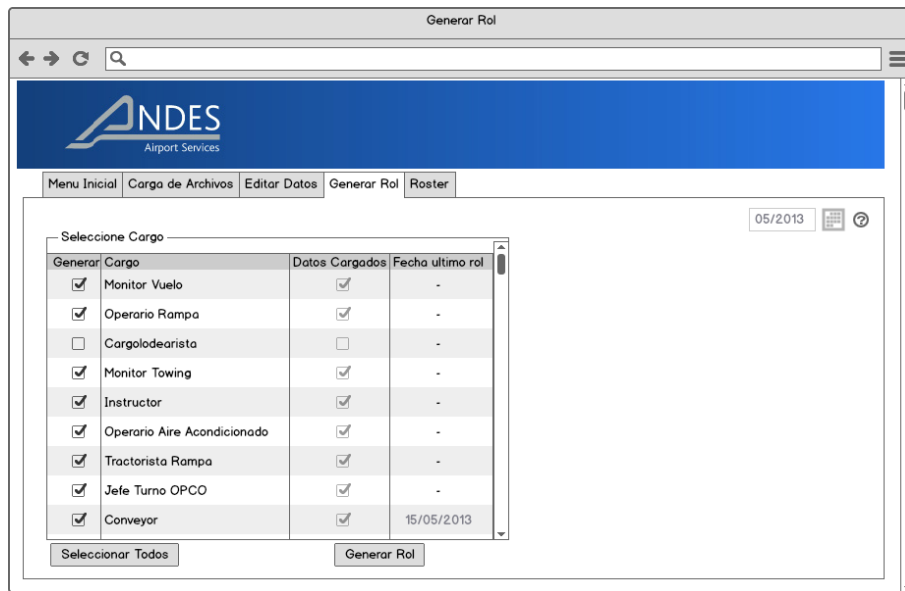 Generar Rol
ANDES
Airport Services
Menu Inicial Carga de Archivos Editar Datos Generar Rol Roster
05/2013
Seleccione Cargo
Generar Cargo Datos Cargados Fecha ultimo rol
Monitor Vuelo -
Operario Rampa -
Cargolodearista -
Monitor Towing -
Instructor -
Operario Aire Acondicionado -
Tractorista Rampa -
Jefe Turno OPCO -
Conveyor 15/05/2013
Seleccionar Todos Generar Rol